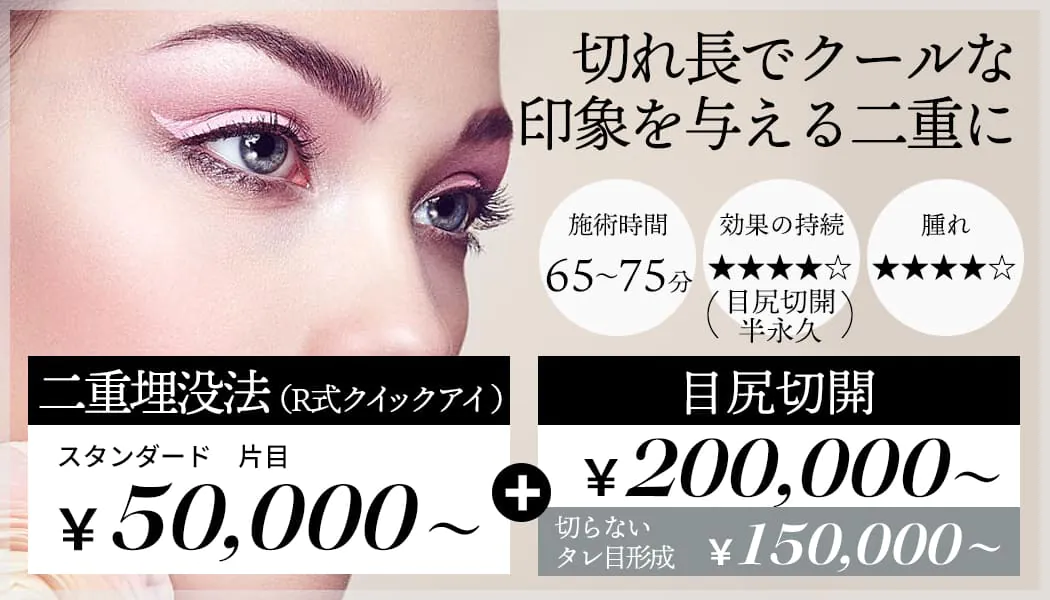 切れ長でクールな
印象を与える二重に
施術時間
65~75分
効果の持続
★★★★☆
(目尻切開
半永久)
腫れ
★★★★☆
二重埋没法(R式クイックアイ)
スタンダード 片目
¥50,000~
+
目尻切開
¥200,000~
切らない
タレ目形成
¥150,000~